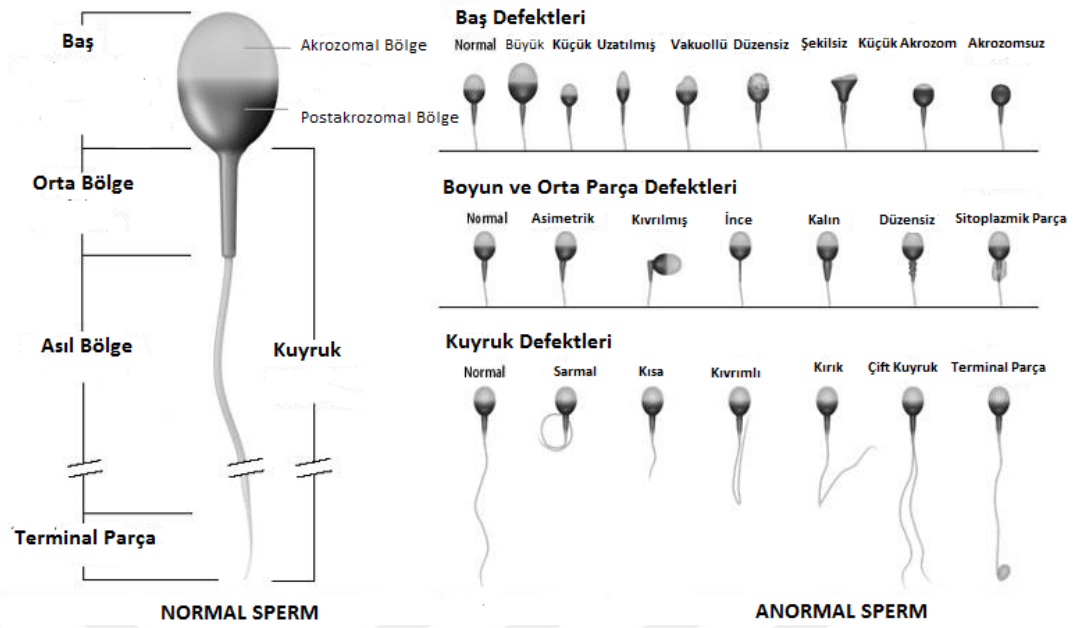 Baş
Akrozomal Bölge
Postakrozomal Bölge
Orta Bölge
Asıl Bölge
Kuyruk
Terminal Parça
NORMAL SPERM
Baş Defektleri
Normal Büyük Küçük Uzatılmış Vakuollü Düzensiz Şekilsiz Küçük Akrozom Akrozomsuz
Boyun ve Orta Parça Defektleri
Normal Asimetrik Kıvrılmış İnce Kalın Düzensiz Sitoplazmik Parça
Kuyruk Defektleri
Normal Sarmal Kısa Kıvrımlı Kırık Çift Kuyruk Terminal Parça
ANORMAL SPERM